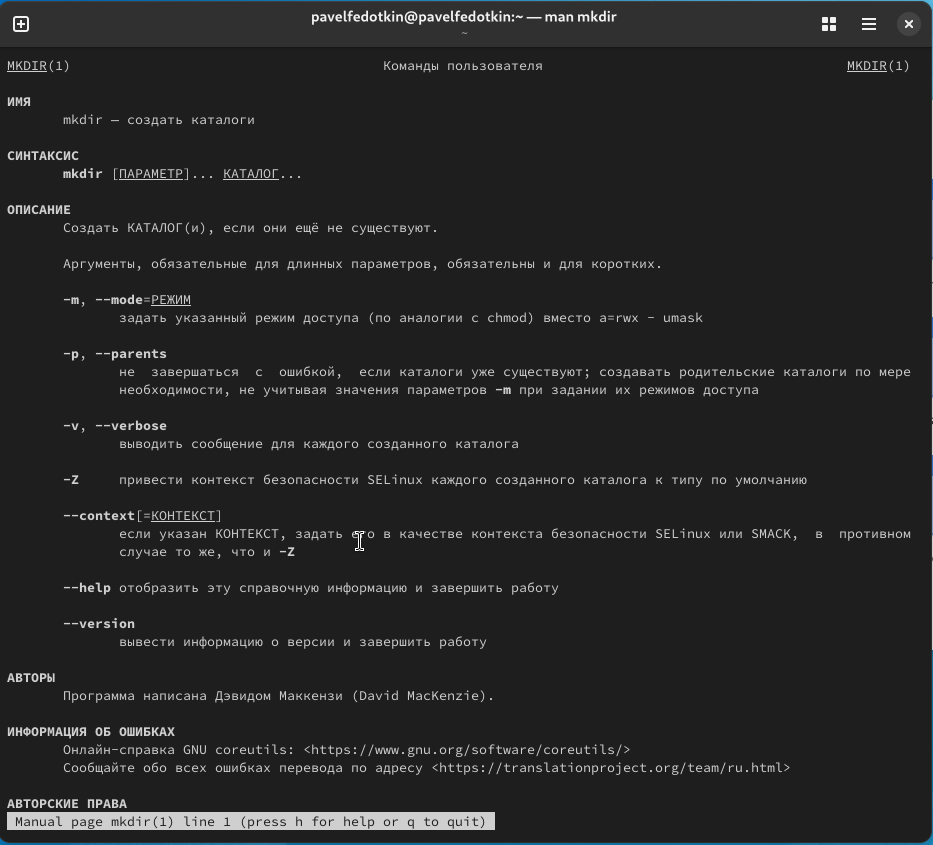 pavelfedotkin@pavelfedotkin:~ — man mkdir
~
MKDIR(1) Команды пользователя MKDIR(1)
ИМЯ
mkdir — создать каталоги
СИНТАКСИС
mkdir [ПАРАМЕТР]... КАТАЛОГ...
ОПИСАНИЕ
Создать КАТАЛОГ(и), если они ещё не существуют.
Аргументы, обязательные для длинных параметров, обязательны и для коротких.
-m, --mode=РЕЖИМ
задать указанный режим доступа (по аналогии с chmod) вместо a=rwx - umask
-p, --parents
не завершаться с ошибкой, если каталоги уже существуют; создавать родительские каталоги по мере
необходимости, не учитывая значения параметров -m при задании их режимов доступа
-v, --verbose
выводить сообщение для каждого созданного каталога
-Z привести контекст безопасности SELinux каждого созданного каталога к типу по умолчанию
--context[=КОНТЕКСТ]
если указан КОНТЕКСТ, задать его в качестве контекста безопасности SELinux или SMACK, в противном
случае то же, что и -Z
--help отобразить эту справочную информацию и завершить работу
--version
вывести информацию о версии и завершить работу
АВТОРЫ
Программа написана Дэвидом Маккензи (David MacKenzie).
ИНФОРМАЦИЯ ОБ ОШИБКАХ
Онлайн-справка GNU coreutils: <https://www.gnu.org/software/coreutils/>
Сообщайте обо всех ошибках перевода по адресу <https://translationproject.org/team/ru.html>
АВТОРСКИЕ ПРАВА
Manual page mkdir(1) line 1 (press h for help or q to quit)